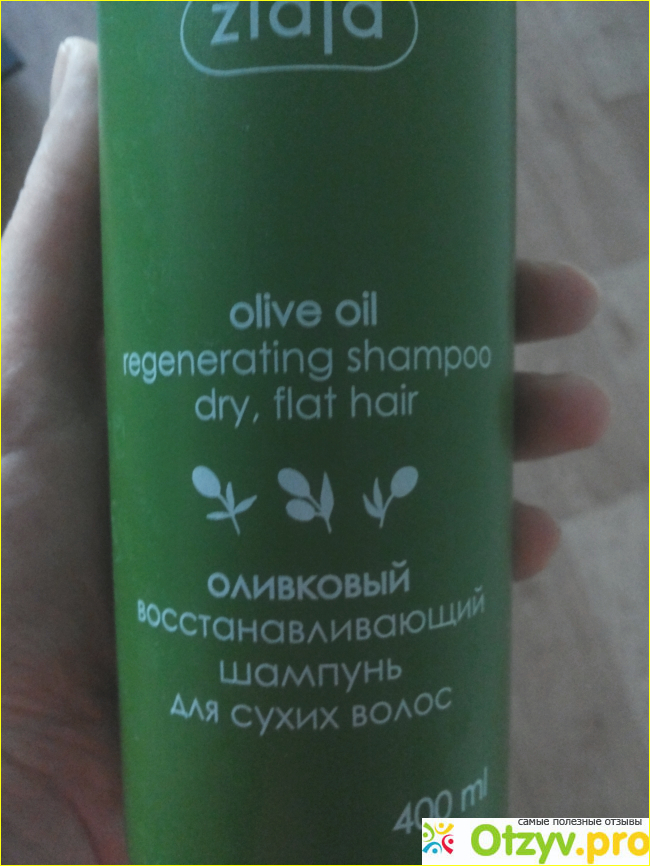 ziaja
olive oil
regenerating shampoo
dry, flat hair
оливковый
восстанавливающий
шампунь
для сухих волос
400 ml
самые полезные отзывы
Otzyv.pro